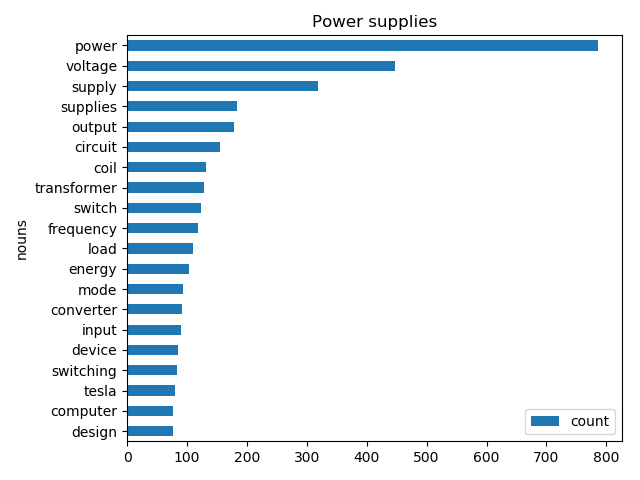 Power supplies
power
voltage
supply
supplies
output
circuit
coil
transformer
switch
frequency
load
energy
mode
converter
input
device
switching
tesla
computer
design
nouns
count
0 100 200 300 400 500 600 700 800